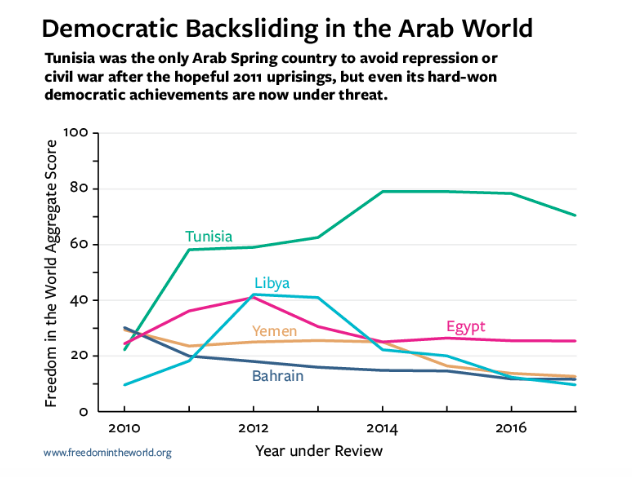 Democratic Backsliding in the Arab World
Tunisia was the only Arab Spring country to avoid repression or
civil war after the hopeful 2011 uprisings, but even its hard-won
democratic achievements are now under threat.
Freedom in the World Aggregate Score
100
80
60
40
20
0
Tunisia
Libya
Egypt
Yemen
Bahrain
2010
2012
2014
2016
Year under Review
www.freedomintheworld.org